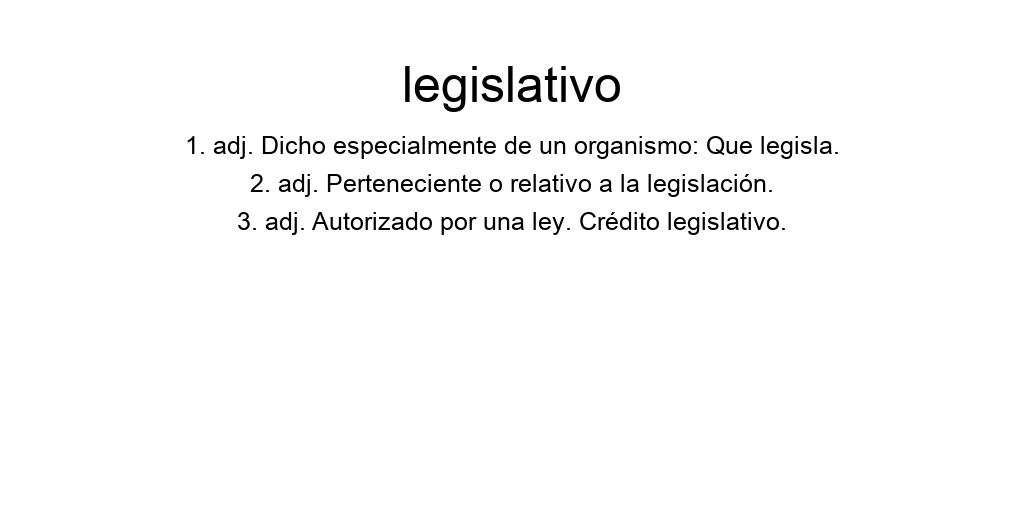 legislativo
1. adj. Dicho especialmente de un organismo: Que legisla.
2. adj. Perteneciente o relativo a la legislación.
3. adj. Autorizado por una ley. Crédito legislativo.